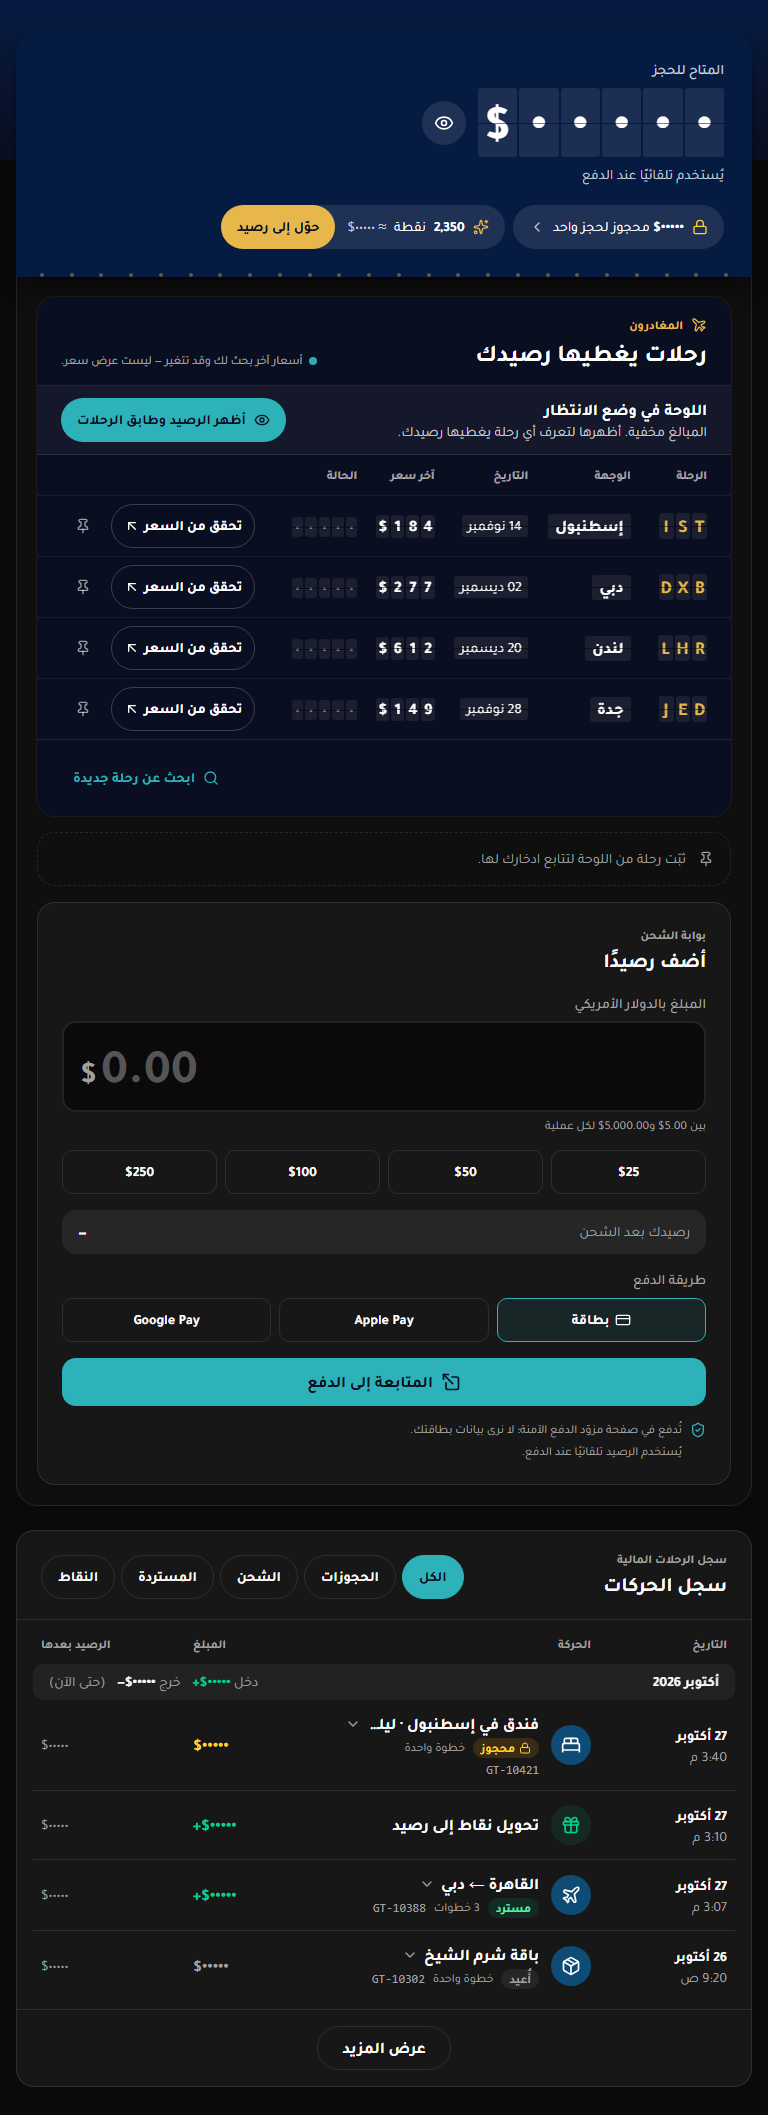 المتاح للحجز
$ • • • • •
يُستخدم تلقائيًا عند الدفع
$••••• محجوز لحجز واحد
2,350 نقطة ≈ $•••••
حوّل إلى رصيد
المغادرون
رحلات يغطيها رصيدك
أسعار آخر بحث لك وقد تتغير — ليست عرض سعر.
اللوحة في وضع الانتظار
المبالغ مخفية. أظهرها لتعرف أي رحلة يغطيها رصيدك.
أظهر الرصيد وطابق الرحلات
الرحلة الوجهة التاريخ آخر سعر الحالة
IST إسطنبول 14 نوفمبر $184 ····· تحقق من السعر
DXB دبي 02 ديسمبر $277 ····· تحقق من السعر
LHR لندن 20 ديسمبر $612 ····· تحقق من السعر
JED جدة 28 نوفمبر $149 ····· تحقق من السعر
ابحث عن رحلة جديدة
ثبّت رحلة من اللوحة لتتابع ادخارك لها.
بوابة الشحن
أضف رصيدًا
المبلغ بالدولار الأمريكي
$ 0.00
بين $5.00 و$5,000.00 لكل عملية
$25 $50 $100 $250
رصيدك بعد الشحن –
طريقة الدفع
بطاقة Apple Pay Google Pay
المتابعة إلى الدفع
تُدفع في صفحة مزوّد الدفع الآمنة؛ لا نرى بيانات بطاقتك.
يُستخدم الرصيد تلقائيًا عند الدفع.
سجل الرحلات المالية
سجل الحركات
الكل الحجوزات الشحن المستردة النقاط
التاريخ الحركة المبلغ الرصيد بعدها
أكتوبر 2026 دخل +$••••• خرج –$••••• (حتى الآن)
27 أكتوبر
3:40 م
فندق في إسطنبول · ليلـ...
محجوز خطوة واحدة
GT-10421
$•••••
$•••••
27 أكتوبر
3:10 م
تحويل نقاط إلى رصيد
+$•••••
$•••••
27 أكتوبر
3:07 م
القاهرة ← دبي
مسترد 3 خطوات GT-10388
+$•••••
$•••••
26 أكتوبر
9:20 ص
باقة شرم الشيخ
أعيد خطوة واحدة GT-10302
$•••••
$•••••
عرض المزيد